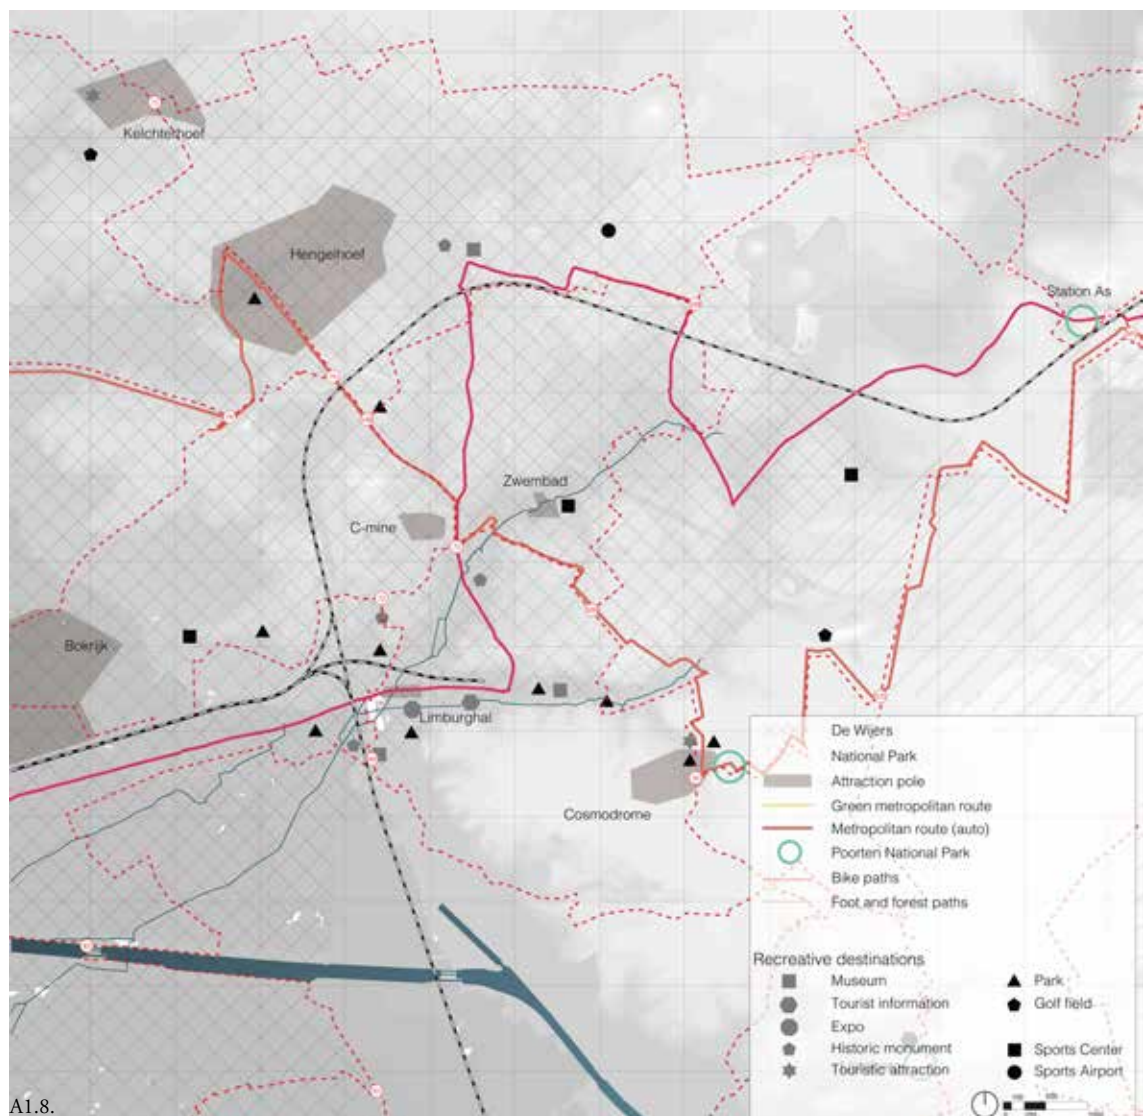 Kelchterhoef
Hengelhoef
Station As
Zwembad
C-mine
Bokrijk
Limburghal
Cosmodrome
De Wijers
National Park
Attraction pole
Green metropolitan route
Metropolitan route (auto)
Poorten National Park
Bike paths
Foot and forest paths
Recreative destinations
Museum
Park
Tourist information
Golf field
Expo
Historic monument
Sports Center
Touristic attraction
Sports Airport
A1.8.